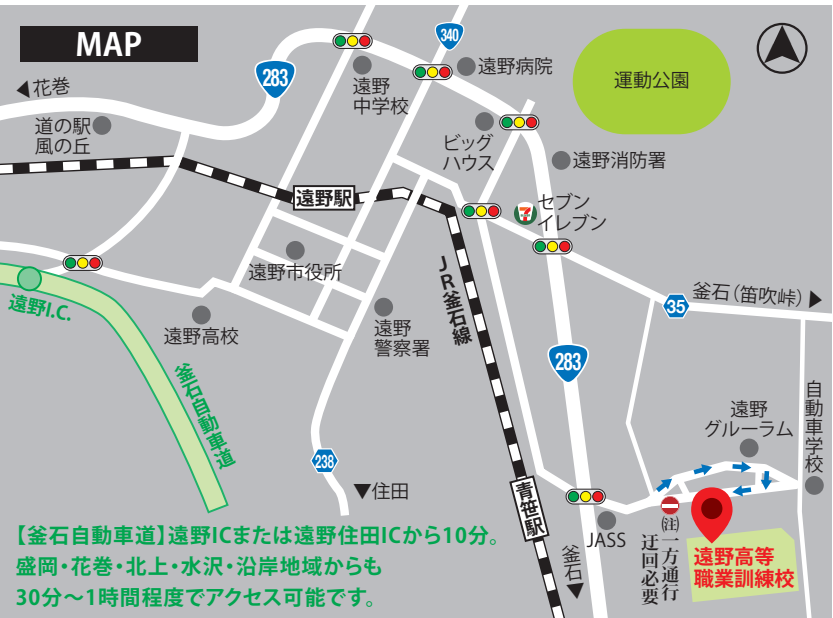 MAP
340
遠野病院
283
遠野
中学校
運動公園
◀花巻
道の駅
風の丘
ビッグ
ハウス
遠野消防署
遠野駅
セブン
イレブン
遠野市役所
JR釜石線
釜石(笛吹峠)▶
35
遠野I.C.
遠野高校
遠野
警察署
283
釜石自動車道
自動車学校
遠野
グルーラム
238
▼住田
青笹駅
JASS
釜石▼
(注)一方通行
迂回必要
遠野高等
職業訓練校
【釜石自動車道】遠野ICまたは遠野住田ICから10分。
盛岡・花巻・北上・水沢・沿岸地域からも
30分〜1時間程度でアクセス可能です。